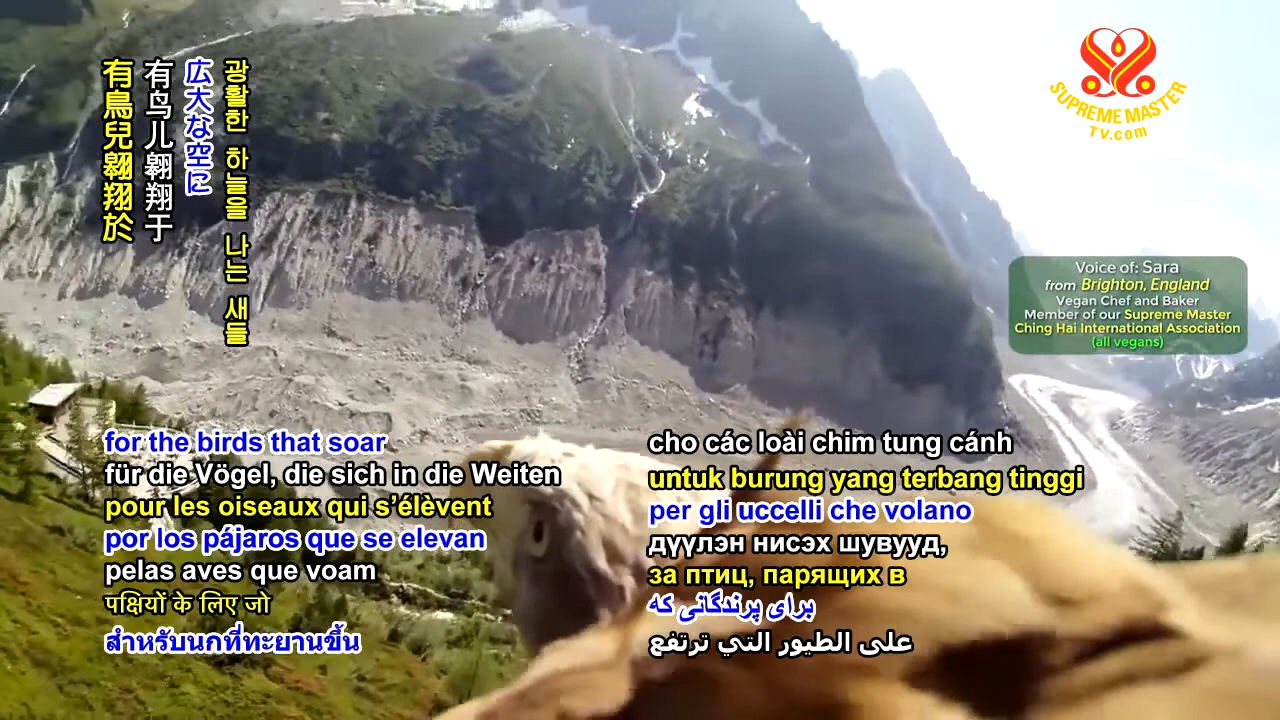 有鳥兒翱翔於
有鸟儿翱翔于
広大な空に
광활한 하늘을 나는 새들
SUPREME MASTER
TV.com
Voice of: Sara
from Brighton, England
Vegan Chef and Baker
Member of our Supreme Master
Ching Hai International Association
(all vegans)
for the birds that soar
für die Vögel, die sich in die Weiten
pour les oiseaux qui s'élèvent
por los pájaros que se elevan
pelas aves que voam
पक्षियों के लिए जो
สำหรับนกที่ทะยานขึ้น
cho các loài chim tung cánh
untuk burung yang terbang tinggi
per gli uccelli che volano
дүүлэн нисэх шувууд,
за птиц, парящих в
برای پرندگانی که
على الطيور التي ترتفع